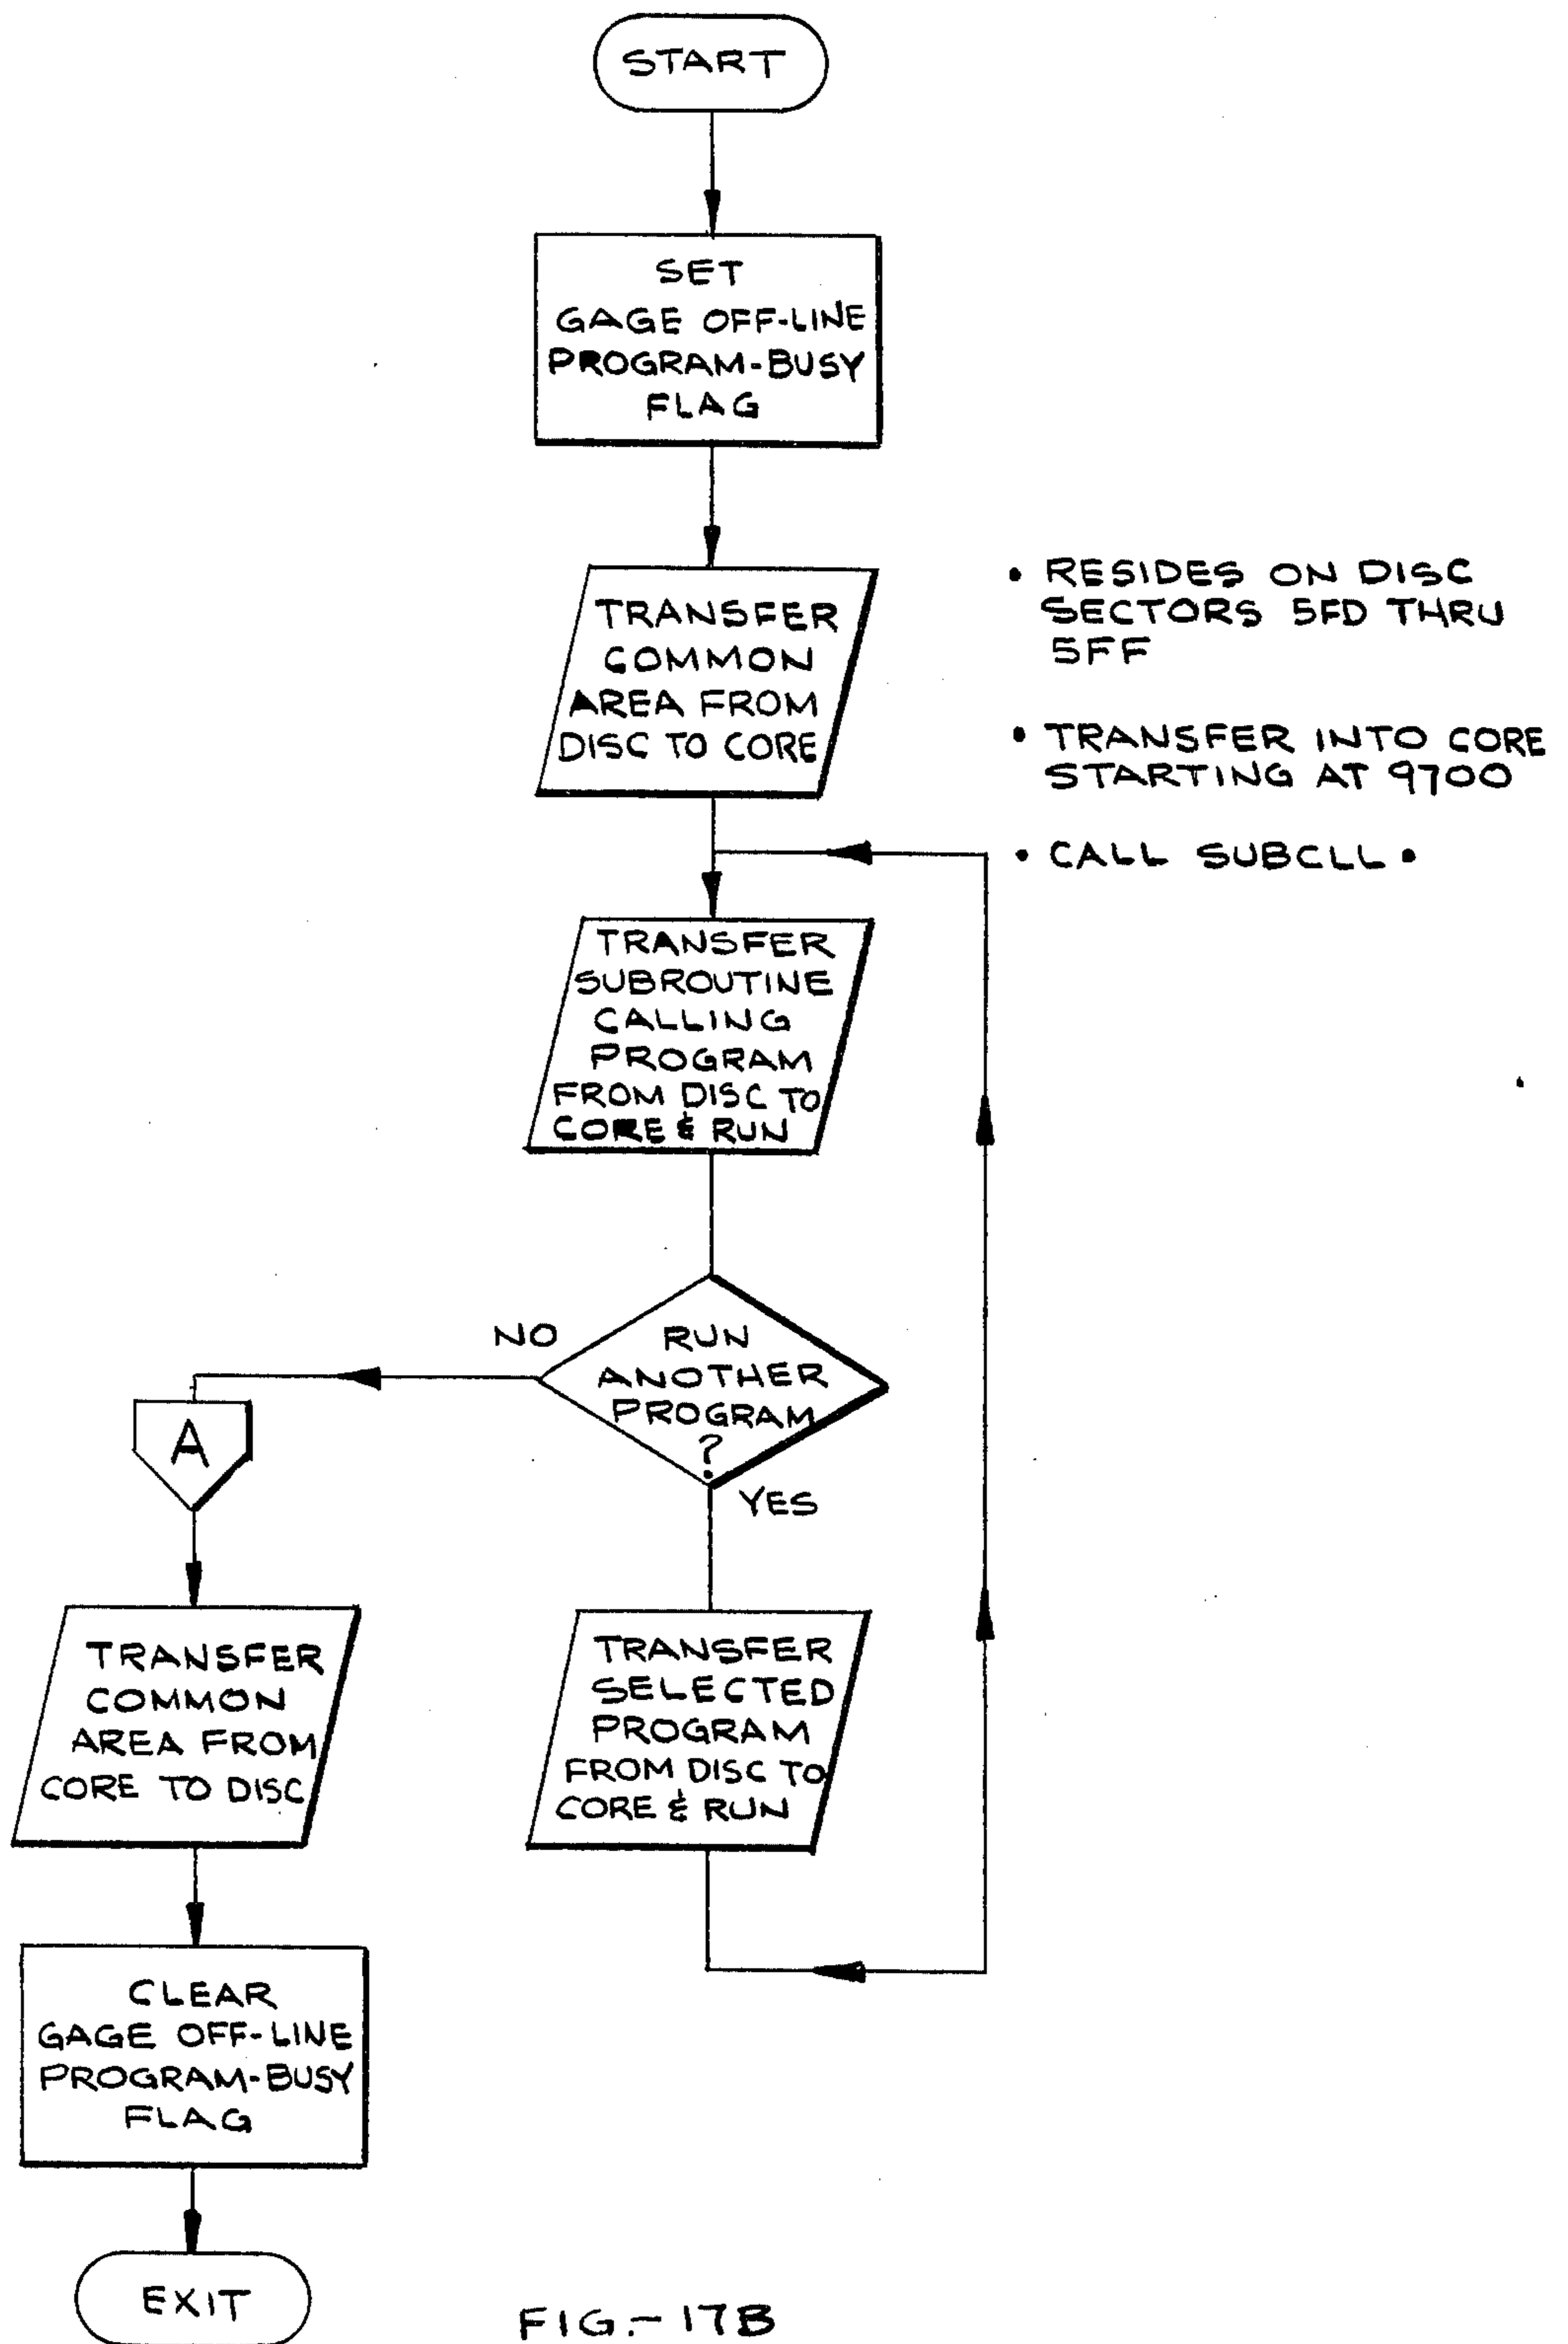 START
SET
GAGE OFF-LINE
PROGRAM-BUSY
FLAG
TRANSFER
COMMON
AREA FROM
DISC TO CORE
• RESIDES ON DISC
SECTORS 5FD THRU
5FF
• TRANSFER INTO CORE
STARTING AT 9700
• CALL SUBCLL •
TRANSFER
SUBROUTINE
CALLING
PROGRAM
FROM DISC TO
CORE & RUN
NO
RUN
ANOTHER
PROGRAM
?
YES
A
TRANSFER
COMMON
AREA FROM
CORE TO DISC
TRANSFER
SELECTED
PROGRAM
FROM DISC TO
CORE & RUN
CLEAR
GAGE OFF-LINE
PROGRAM-BUSY
FLAG
EXIT
FIG.-17B